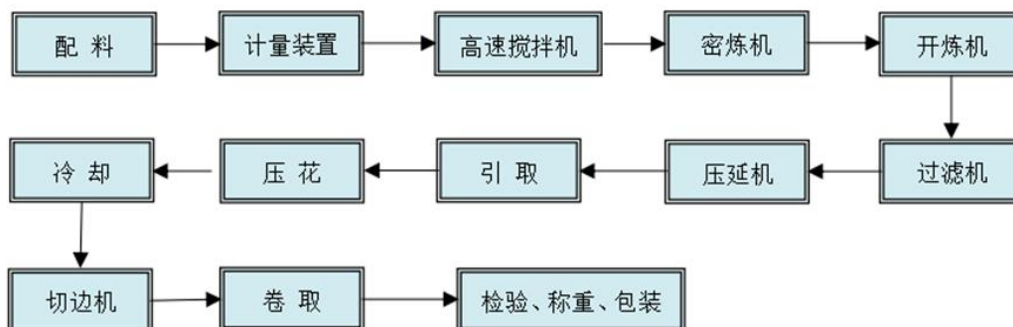 配 料
计量装置
高速搅拌机
密炼机
开炼机
冷 却
压 花
引 取
压延机
过滤机
切边机
卷 取
检验、称重、包装